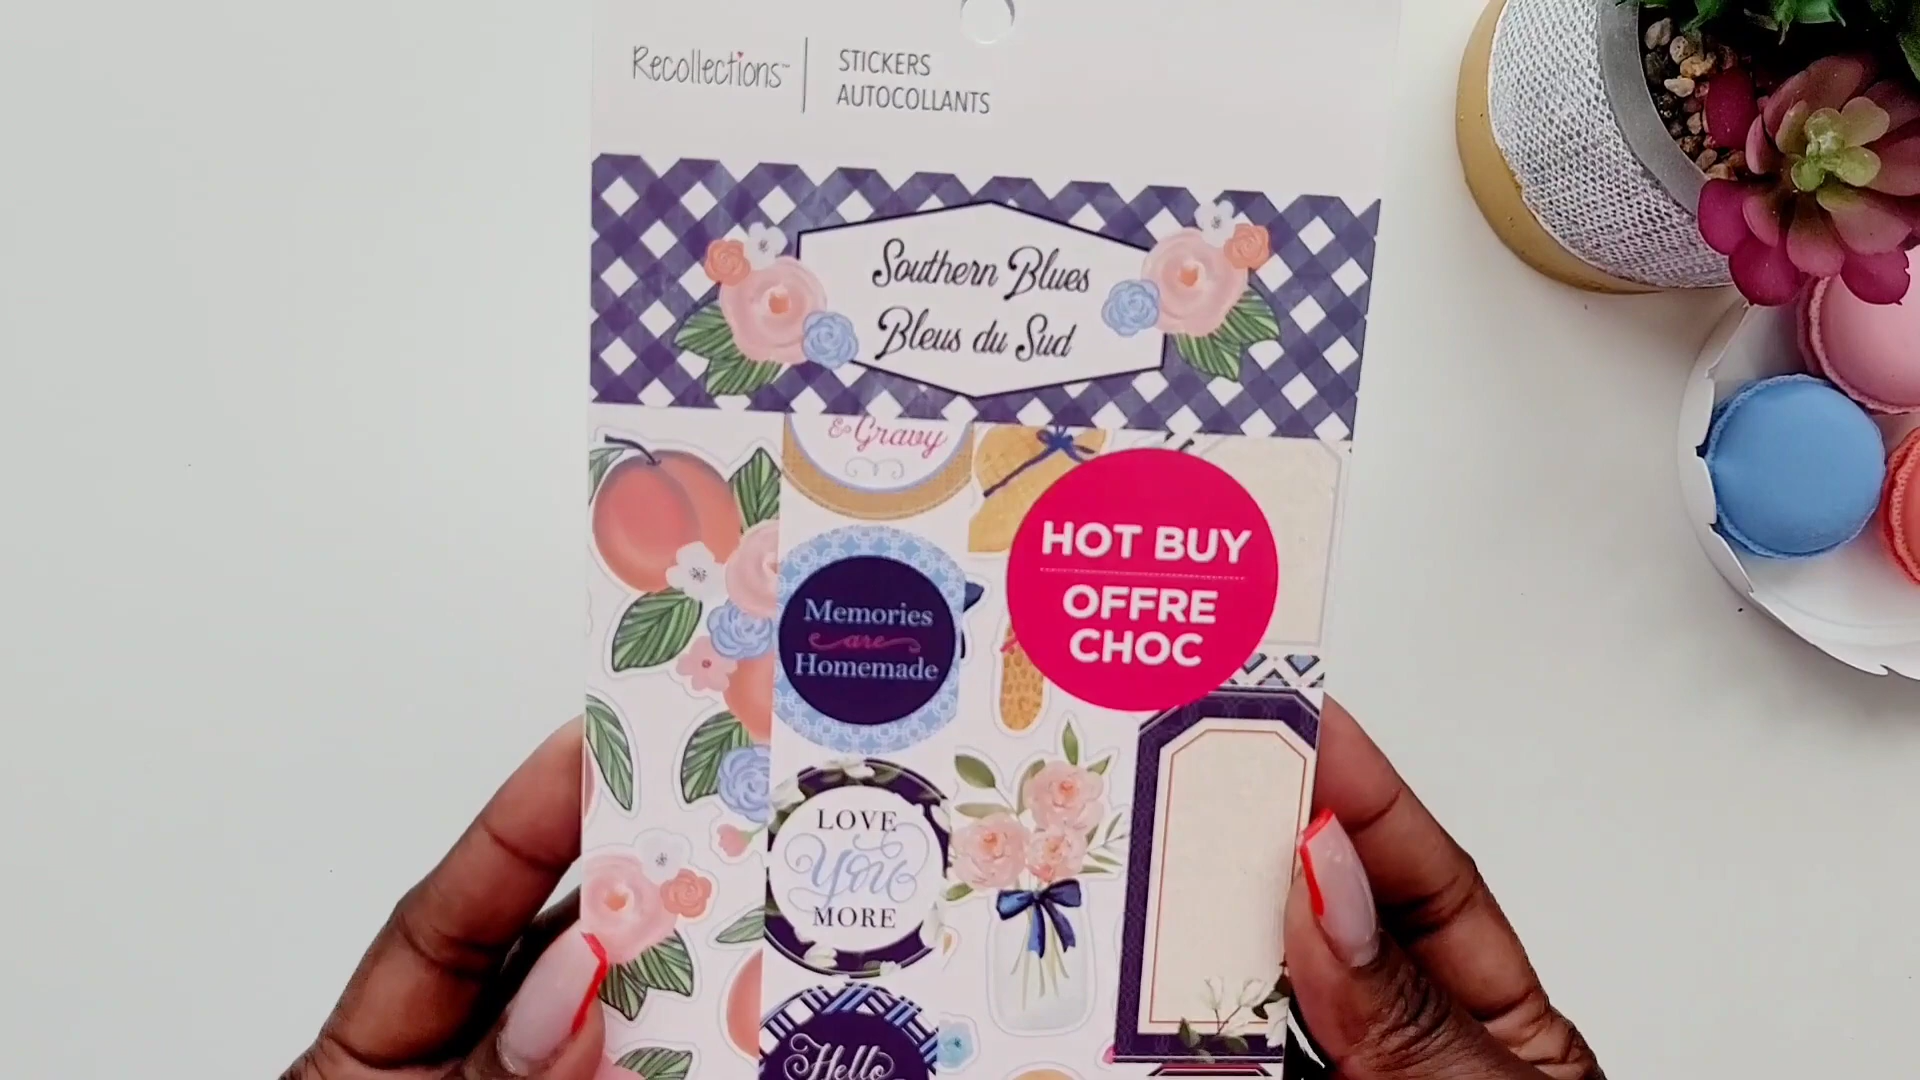 Recollections™
STICKERS
AUTOCOLLANTS
Southern Blues
Bleus du Sud
& Gravy
HOT BUY
OFFRE
CHOC
Memories
are
Homemade
LOVE
You
MORE
Hello